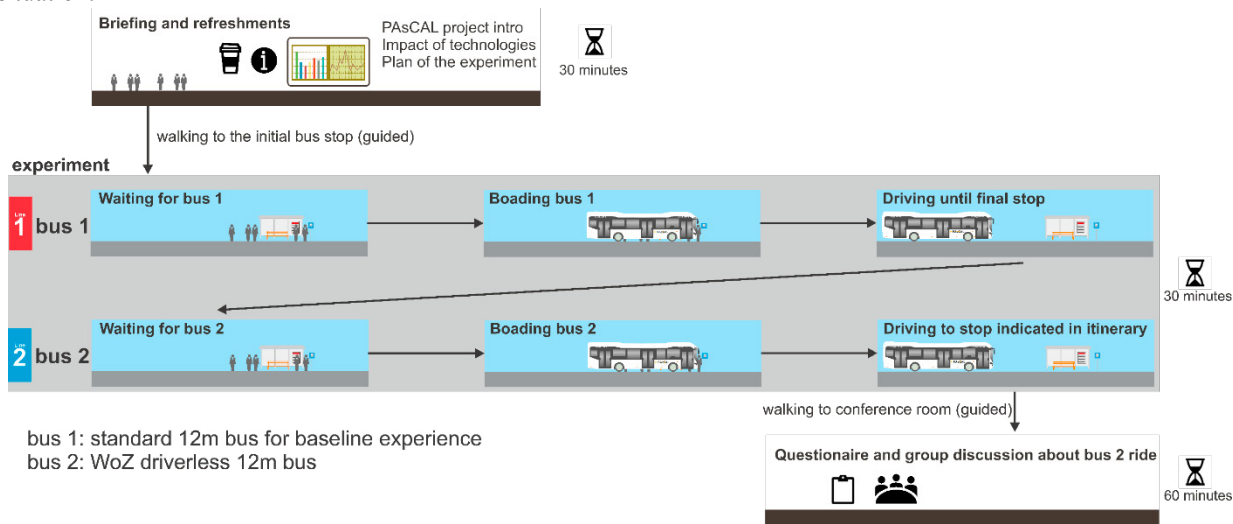 Briefing and refreshments
PAsCAL project intro
Impact of technologies
Plan of the experiment
30 minutes
walking to the initial bus stop (guided)
experiment
Line
1 bus 1
Waiting for bus 1
Boading bus 1
Driving until final stop
30 minutes
Line
2 bus 2
Waiting for bus 2
Boading bus 2
Driving to stop indicated in itinerary
walking to conference room (guided)
bus 1: standard 12m bus for baseline experience
bus 2: WoZ driverless 12m bus
Questionaire and group discussion about bus 2 ride
60 minutes